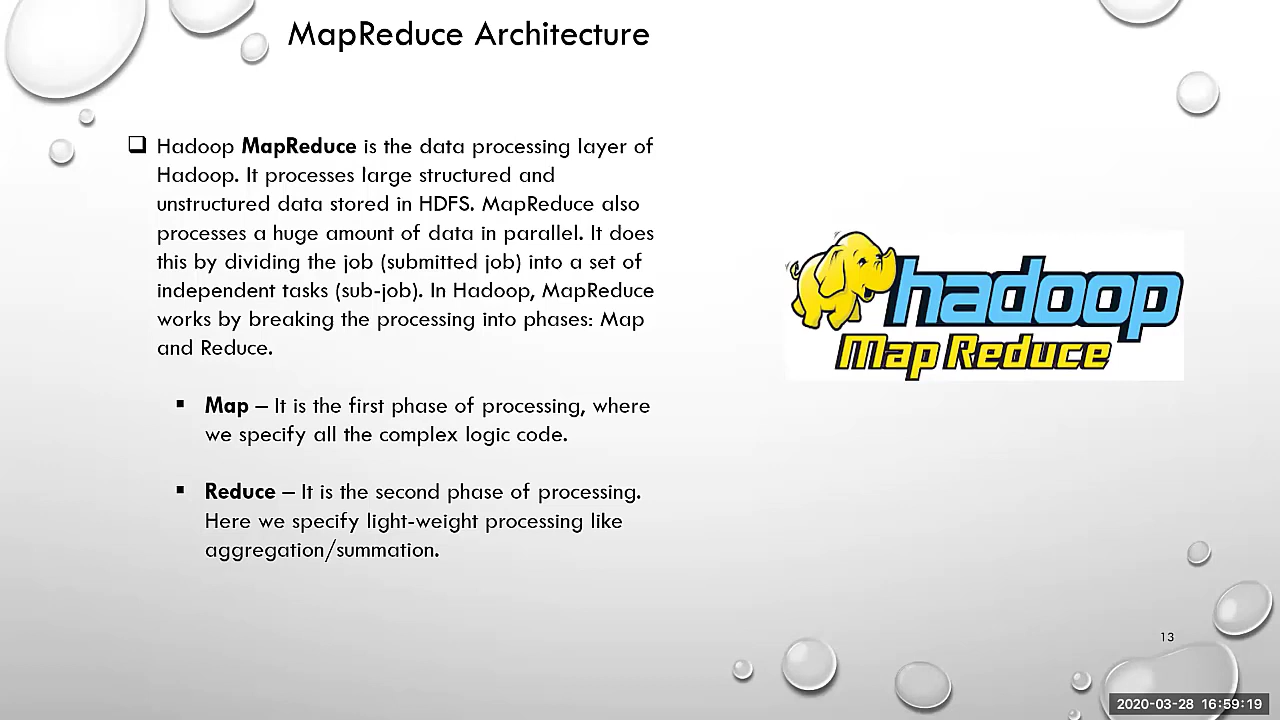 MapReduce Architecture
Hadoop MapReduce is the data processing layer of
Hadoop. It processes large structured and
unstructured data stored in HDFS. MapReduce also
processes a huge amount of data in parallel. It does
this by dividing the job (submitted job) into a set of
independent tasks (sub-job). In Hadoop, MapReduce
works by breaking the processing into phases: Map
and Reduce.
Map – It is the first phase of processing, where
we specify all the complex logic code.
Reduce – It is the second phase of processing.
Here we specify light-weight processing like
aggregation/summation.
hadoop
Map Reduce
13
2020-03-28 16:59:19